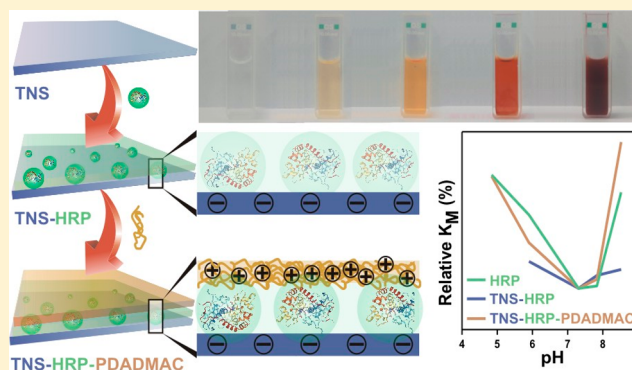 TNS
TNS-HRP
TNS-HRP-PDADMAC
Relative KM (%)
HRP
TNS-HRP
TNS-HRP-PDADMAC
4 5 6 7 8
pH